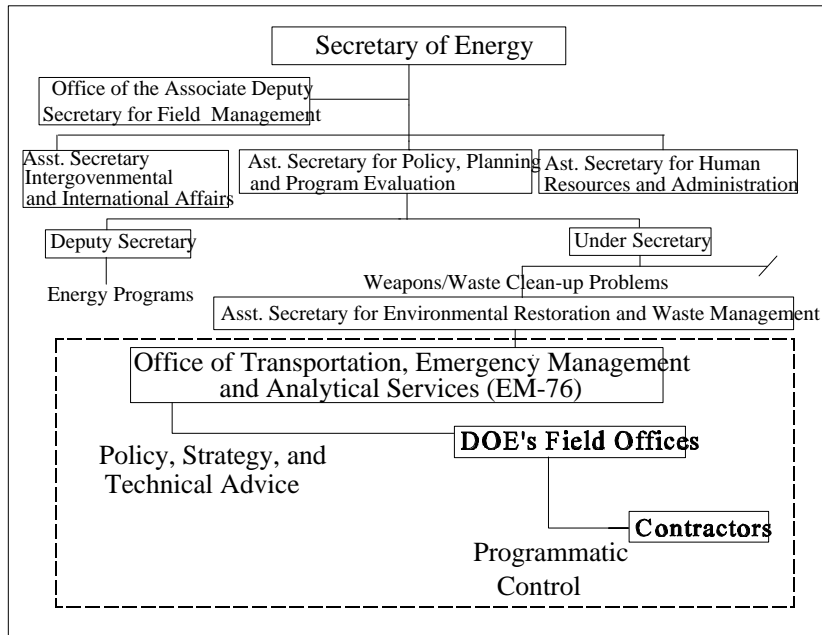 Secretary of Energy
Office of the Associate Deputy
Secretary for Field Management
Asst. Secretary
Intergovenmental
and International Affairs
Ast. Secretary for Policy, Planning
and Program Evaluation
Ast. Secretary for Human
Resources and Administration
Deputy Secretary
Under Secretary
Energy Programs
Weapons/Waste Clean-up Problems
Asst. Secretary for Environmental Restoration and Waste Management
Office of Transportation, Emergency Management
and Analytical Services (EM-76)
DOE's Field Offices
Policy, Strategy, and
Technical Advice
Contractors
Programmatic
Control